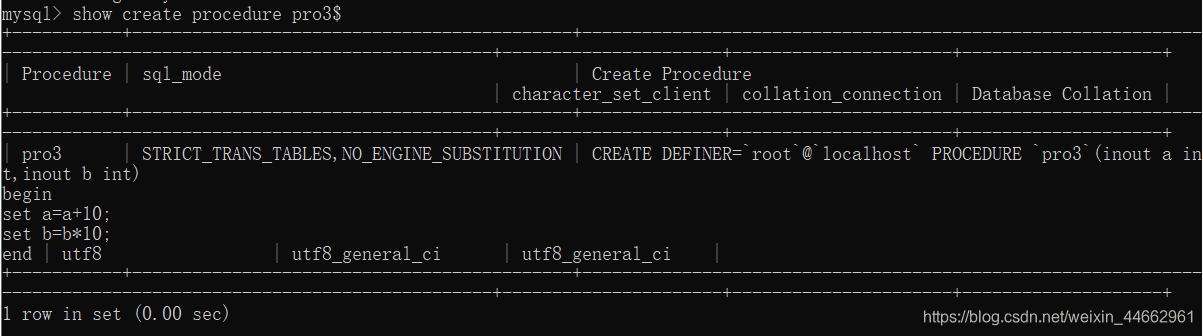 mysql> show create procedure pro3$
| Procedure | sql_mode | Create Procedure
| character_set_client | collation_connection | Database Collation |
| pro3 | STRICT_TRANS_TABLES,NO_ENGINE_SUBSTITUTION | CREATE DEFINER=`root`@`localhost` PROCEDURE `pro3`(inout a in
t,inout b int)
begin
set a=a+10;
set b=b*10;
end | utf8 | utf8_general_ci | utf8_general_ci |
1 row in set (0.00 sec)
https://blog.csdn.net/weixin_44662961